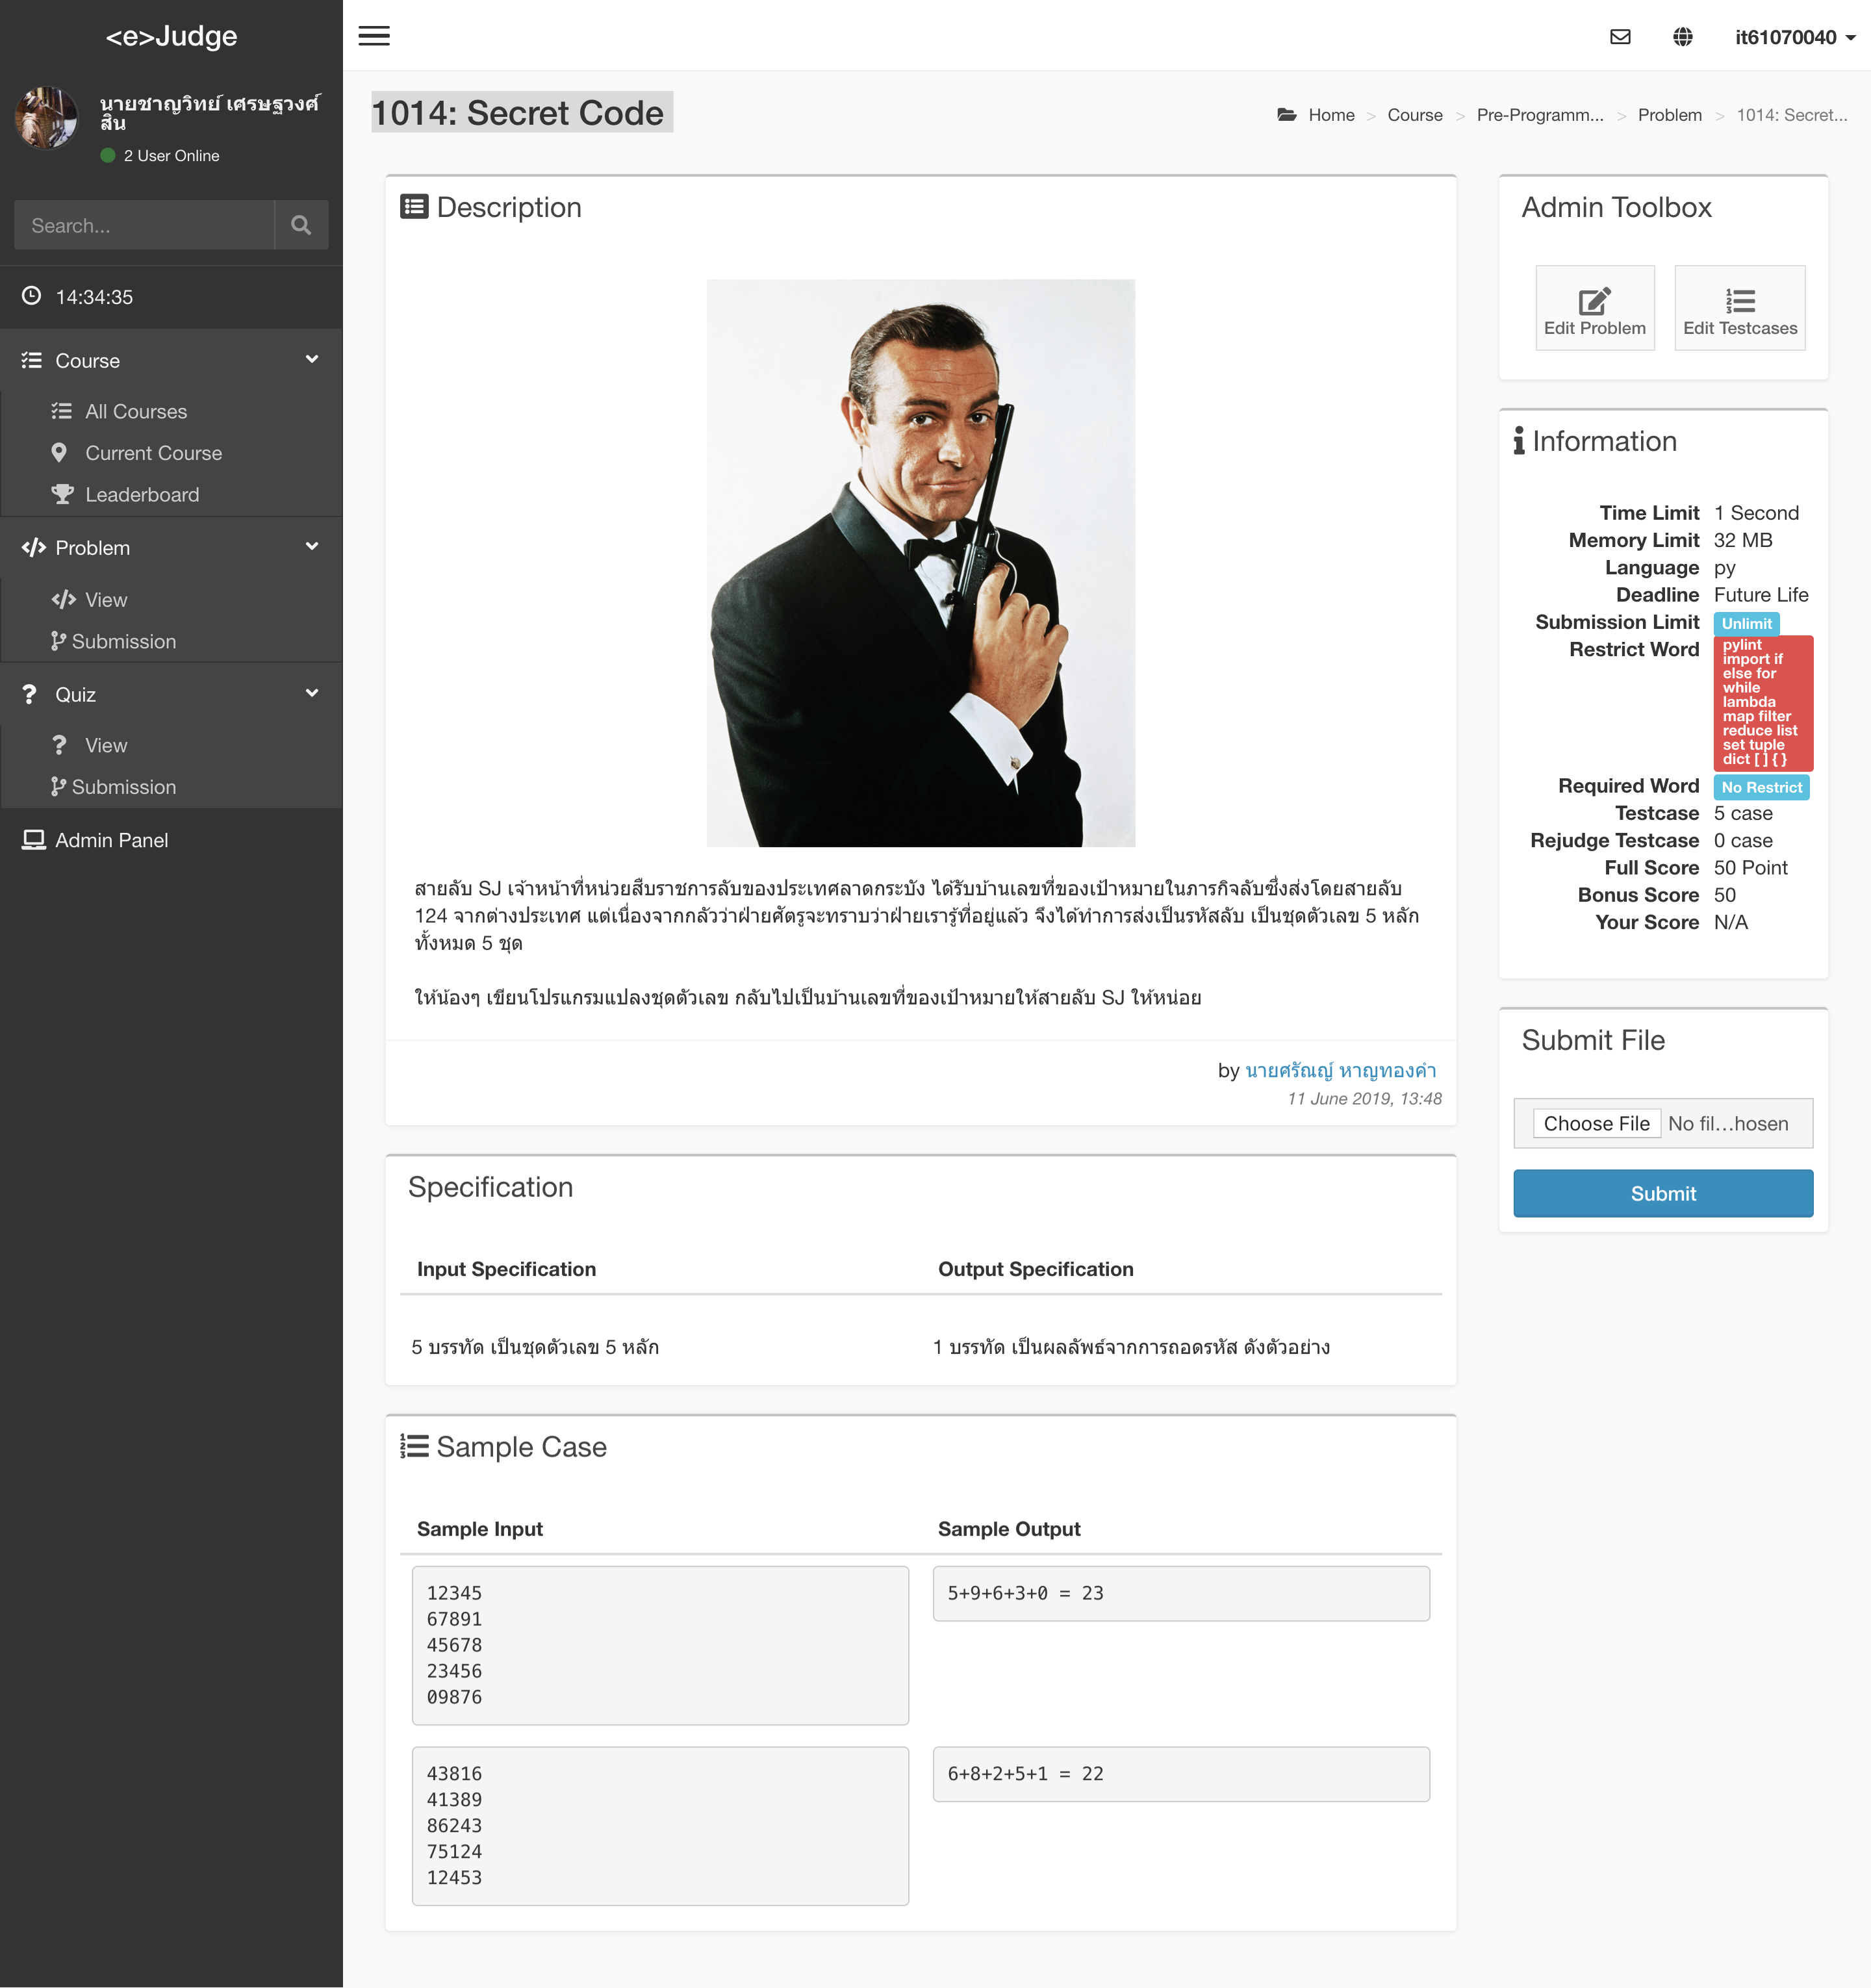 <e>Judge
it61070040
นายชาญวิทย์ เศรษฐวงศ์
สิน
2 User Online
Search...
14:34:35
Course
All Courses
Current Course
Leaderboard
Problem
View
Submission
Quiz
View
Submission
Admin Panel
1014: Secret Code
Home > Course > Pre-Programm... > Problem > 1014: Secret...
Description
สายลับ SJ เจ้าหน้าที่หน่วยสืบราชการลับของประเทศลาดกระบัง ได้รับบ้านเลขที่ของเป้าหมายในภารกิจลับซึ่งส่งโดยสายลับ
124 จากต่างประเทศ แต่เนื่องจากกลัวว่าฝ่ายศัตรูจะทราบว่าฝ่ายเรารู้ที่อยู่แล้ว จึงได้ทำการส่งเป็นรหัสลับ เป็นชุดตัวเลข 5 หลัก
ทั้งหมด 5 ชุด
ให้น้องๆ เขียนโปรแกรมแปลงชุดตัวเลข กลับไปเป็นบ้านเลขที่ของเป้าหมายให้สายลับ SJ ให้หน่อย
by นายศรัณญ์ หาญทองคำ
11 June 2019, 13:48
Specification
Input Specification
Output Specification
5 บรรทัด เป็นชุดตัวเลข 5 หลัก
1 บรรทัด เป็นผลลัพธ์จากการถอดรหัส ดังตัวอย่าง
Sample Case
Sample Input
Sample Output
12345
67891
45678
23456
09876
5+9+6+3+0 = 23
43816
41389
86243
75124
12453
6+8+2+5+1 = 22
Admin Toolbox
Edit Problem
Edit Testcases
Information
Time Limit 1 Second
Memory Limit 32 MB
Language py
Deadline Future Life
Submission Limit Unlimit
Restrict Word pylint
import if
else for
while
lambda
map filter
reduce list
set tuple
dict [ ] { }
Required Word No Restrict
Testcase 5 case
Rejudge Testcase 0 case
Full Score 50 Point
Bonus Score 50
Your Score N/A
Submit File
Choose File No fil...hosen
Submit